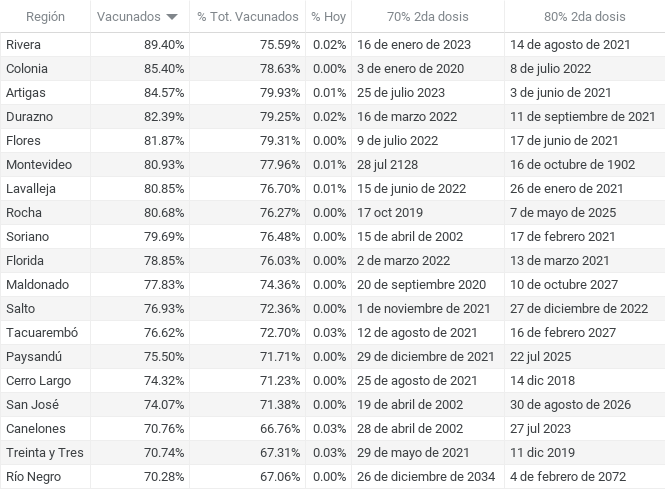 Región Vacunados % Tot. Vacunados % Hoy 70% 2da dosis 80% 2da dosis
Rivera 89.40% 75.59% 0.02% 16 de enero de 2023 14 de agosto de 2021
Colonia 85.40% 78.63% 0.00% 3 de enero de 2020 8 de julio 2022
Artigas 84.57% 79.93% 0.01% 25 de julio 2023 3 de junio de 2021
Durazno 82.39% 79.25% 0.02% 16 de marzo 2022 11 de septiembre de 2021
Flores 81.87% 79.31% 0.00% 9 de julio 2022 17 de junio de 2021
Montevideo 80.93% 77.96% 0.01% 28 jul 2128 16 de octubre de 1902
Lavalleja 80.85% 76.70% 0.01% 15 de junio de 2022 26 de enero de 2021
Rocha 80.68% 76.27% 0.00% 17 oct 2019 7 de mayo de 2025
Soriano 79.69% 76.48% 0.00% 15 de abril de 2002 17 de febrero 2021
Florida 78.85% 76.03% 0.00% 2 de marzo 2022 13 de marzo 2021
Maldonado 77.83% 74.36% 0.00% 20 de septiembre 2020 10 de octubre 2027
Salto 76.93% 72.36% 0.00% 1 de noviembre de 2021 27 de diciembre de 2022
Tacuarembó 76.62% 72.70% 0.03% 12 de agosto de 2021 16 de febrero 2027
Paysandú 75.50% 71.71% 0.00% 29 de diciembre de 2021 22 jul 2025
Cerro Largo 74.32% 71.23% 0.00% 25 de agosto de 2021 14 dic 2018
San José 74.07% 71.38% 0.00% 19 de abril de 2002 30 de agosto de 2026
Canelones 70.76% 66.76% 0.03% 28 de abril de 2002 27 jul 2023
Treinta y Tres 70.74% 67.31% 0.03% 29 de mayo de 2021 11 dic 2019
Río Negro 70.28% 67.06% 0.00% 26 de diciembre de 2034 4 de febrero de 2072